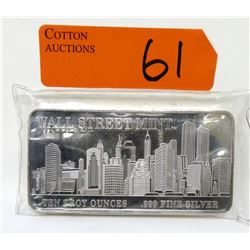 COTTON
AUCTIONS
61
WALL STREET MINT
TEN TROY OUNCES .999 FINE SILVER